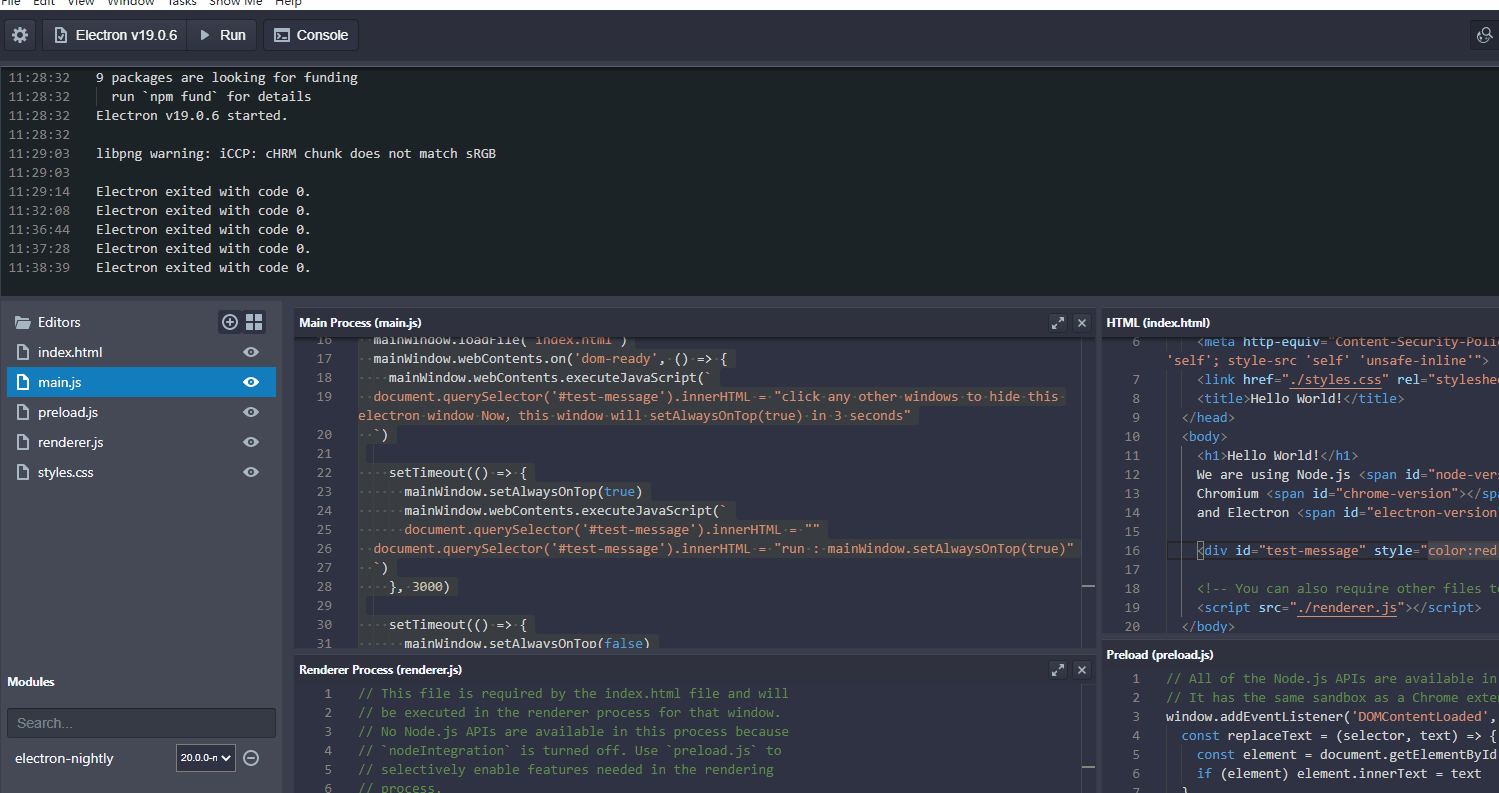 File Edit View Window Tasks Show Me Help
Electron v19.0.6 Run Console
11:28:32 9 packages are looking for funding
11:28:32 run `npm fund` for details
11:28:32 Electron v19.0.6 started.
11:28:32
11:29:03 libpng warning: iCCP: cHRM chunk does not match sRGB
11:29:03
11:29:14 Electron exited with code 0.
11:32:08 Electron exited with code 0.
11:36:44 Electron exited with code 0.
11:37:28 Electron exited with code 0.
11:38:39 Electron exited with code 0.
Editors
index.html
main.js
preload.js
renderer.js
styles.css
Modules
Search...
electron-nightly 20.0.0-n
Main Process (main.js)
16 mainWindow.loadFile('index.html')
17 mainWindow.webContents.on('dom-ready', () => {
18 mainWindow.webContents.executeJavaScript(`
19 document.querySelector('#test-message').innerHTML = "click any other windows to hide this
electron window Now, this window will setAlwaysOnTop(true) in 3 seconds"
20 `)
21
22 setTimeout(() => {
23 mainWindow.setAlwaysOnTop(true)
24 mainWindow.webContents.executeJavaScript(`
25 document.querySelector('#test-message').innerHTML = ""
26 document.querySelector('#test-message').innerHTML = "run : mainWindow.setAlwaysOnTop(true)"
27 `)
28 }, 3000)
29
30 setTimeout(() => {
31 mainWindow.setAlwaysOnTop(false)
Renderer Process (renderer.js)
1 // This file is required by the index.html file and will
2 // be executed in the renderer process for that window.
3 // No Node.js APIs are available in this process because
4 // `nodeIntegration` is turned off. Use `preload.js` to
5 // selectively enable features needed in the rendering
6 // process.
HTML (index.html)
6 <meta http-equiv="Content-Security-Poli
'self'; style-src 'self' 'unsafe-inline'">
7 <link href="./styles.css" rel="styleshee
8 <title>Hello World!</title>
9 </head>
10 <body>
11 <h1>Hello World!</h1>
12 We are using Node.js <span id="node-ver
13 Chromium <span id="chrome-version"></spa
14 and Electron <span id="electron-version"
15
16 <div id="test-message" style="color:red
17
18 <!-- You can also require other files to
19 <script src="./renderer.js"></script>
20 </body>
Preload (preload.js)
1 // All of the Node.js APIs are available in
2 // It has the same sandbox as a Chrome exte
3 window.addEventListener('DOMContentLoaded',
4 const replaceText = (selector, text) => {
5 const element = document.getElementById
6 if (element) element.innerText = text
7 }